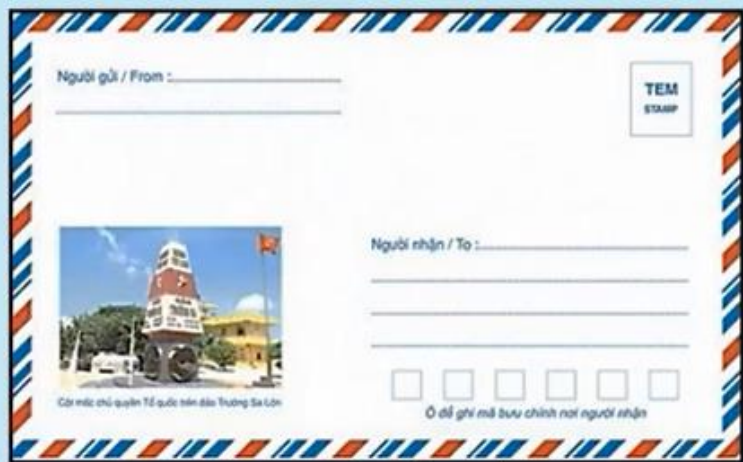 Người gửi / From :
TEM
STAMP
Người nhận / To :
Cột mốc chủ quyền Tổ quốc trên đảo Trường Sa Lớn
Ô để ghi mã bưu chính nơi người nhận